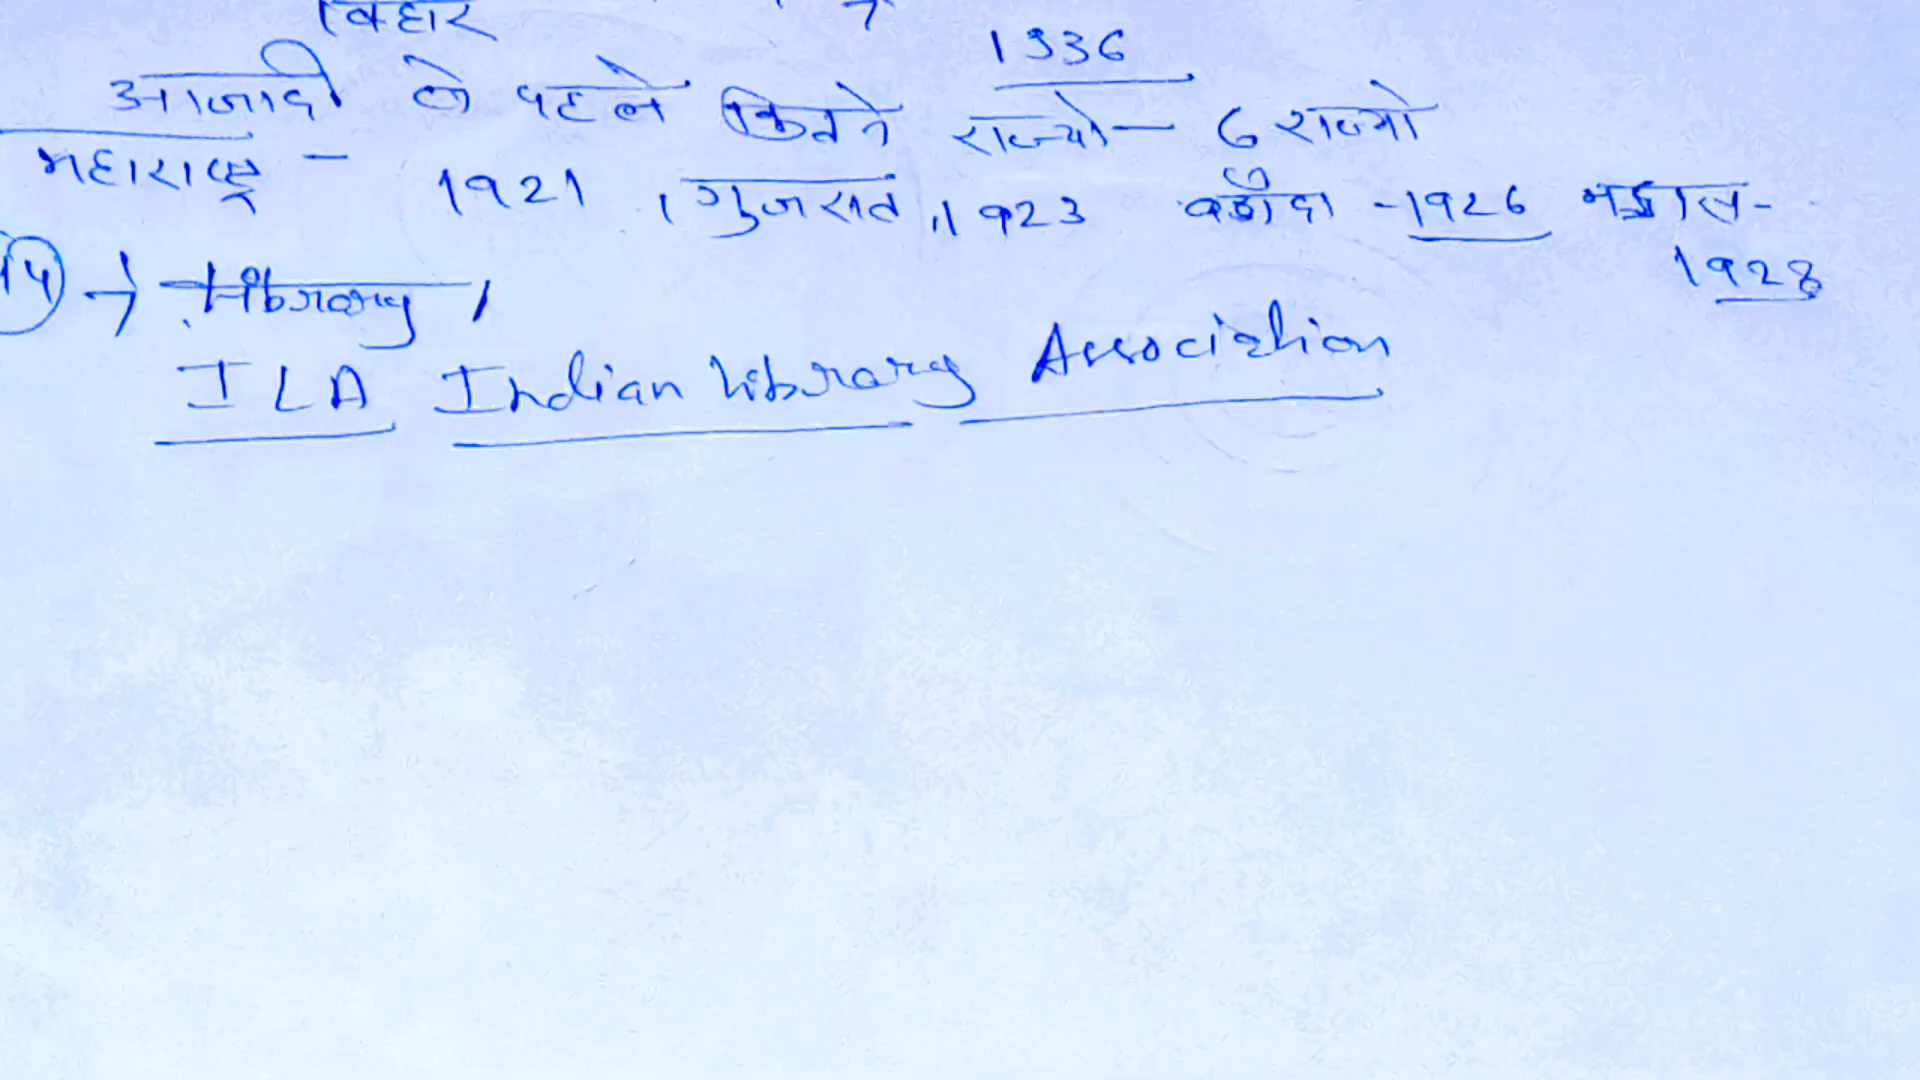 बिहार
1936
आजादी के पहले कितने राज्यो — 6 राज्यो
महाराष्ट्र — 1921, गुजरात, 1923 बड़ौदा - 1926 मद्रास -
1928
14 → Library
ILA Indian Library Association